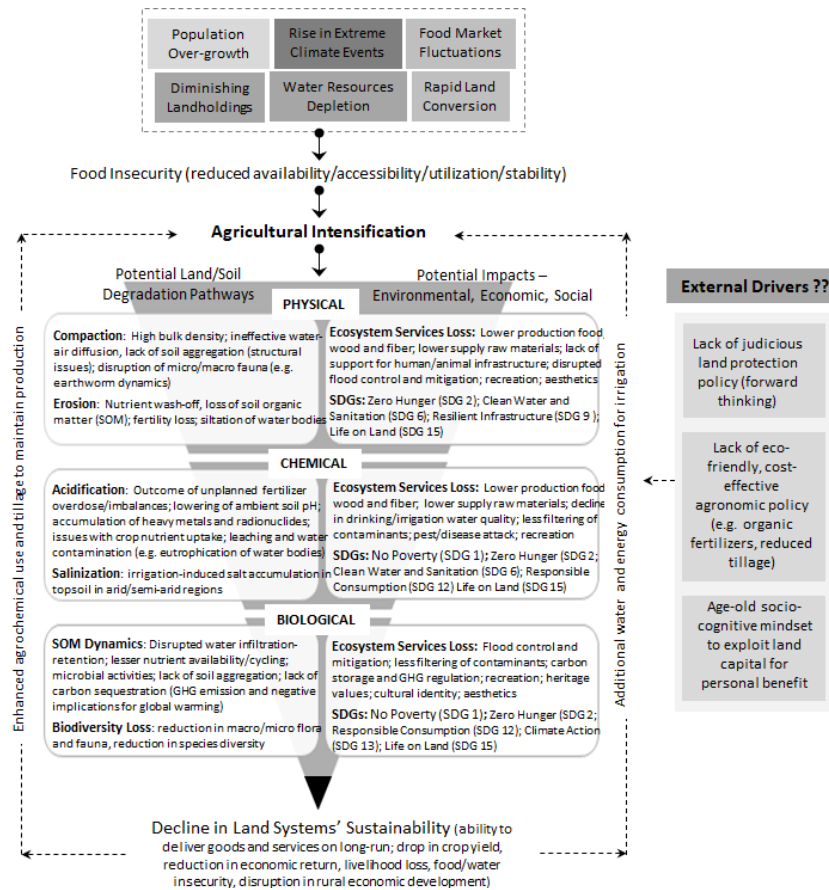 Population
Over-growth
Rise in Extreme
Climate Events
Food Market
Fluctuations
Diminishing
Landholdings
Water Resources
Depletion
Rapid Land
Conversion
Food Insecurity (reduced availability/accessibility/utilization/stability)
Agricultural Intensification
Potential Land/Soil
Degradation Pathways
Potential Impacts –
Environmental, Economic, Social
PHYSICAL
Compaction: High bulk density; ineffective water-
air diffusion, lack of soil aggregation (structural
issues); disruption of micro/macro fauna (e.g.
earthworm dynamics)
Erosion: Nutrient wash-off, loss of soil organic
matter (SOM); fertility loss; siltation of water bodies
Ecosystem Services Loss: Lower production food,
wood and fiber; lower supply raw materials; lack of
support for human/animal infrastructure; disrupted
flood control and mitigation; recreation; aesthetics
SDGs: Zero Hunger (SDG 2); Clean Water and
Sanitation (SDG 6); Resilient Infrastructure (SDG 9 );
Life on Land (SDG 15)
CHEMICAL
Acidification: Outcome of unplanned fertilizer
overdose/imbalances; lowering of ambient soil pH;
accumulation of heavy metals and radionuclides;
issues with crop nutrient uptake; leaching and water
contamination (e.g. eutrophication of water bodies)
Salinization: irrigation-induced salt accumulation in
topsoil in arid/semi-arid regions
Ecosystem Services Loss: Lower production food,
wood and fiber; lower supply raw materials; decline
in drinking/irrigation water quality; less filtering of
contaminants; pest/disease attack; recreation
SDGs: No Poverty (SDG 1); Zero Hunger (SDG 2;
Clean Water and Sanitation (SDG 6); Responsible
Consumption (SDG 12) Life on Land (SDG 15)
BIOLOGICAL
SOM Dynamics: Disrupted water infiltration-
retention; lesser nutrient availability/cycling;
microbial activities; lack of soil aggregation; lack of
carbon sequestration (GHG emission and negative
implications for global warming)
Biodiversity Loss: reduction in macro/micro flora
and fauna, reduction in species diversity
Ecosystem Services Loss: Flood control and
mitigation; less filtering of contaminants; carbon
storage and GHG regulation; recreation; heritage
values; cultural identity; aesthetics
SDGs: No Poverty (SDG 1); Zero Hunger (SDG 2;
Responsible Consumption (SDG 12); Climate Action
(SDG 13); Life on Land (SDG 15)
Decline in Land Systems' Sustainability (ability to
deliver goods and services on long-run; drop in crop yield,
reduction in economic return, livelihood loss, food/water
insecurity, disruption in rural economic development)
Enhanced agrochemical use and tillage to maintain production
Additional water and energy consumption for irrigation
External Drivers ??
Lack of judicious
land protection
policy (forward
thinking)
Lack of eco-
friendly, cost-
effective
agronomic policy
(e.g. organic
fertilizers, reduced
tillage)
Age-old socio-
cognitive mindset
to exploit land
capital for
personal benefit